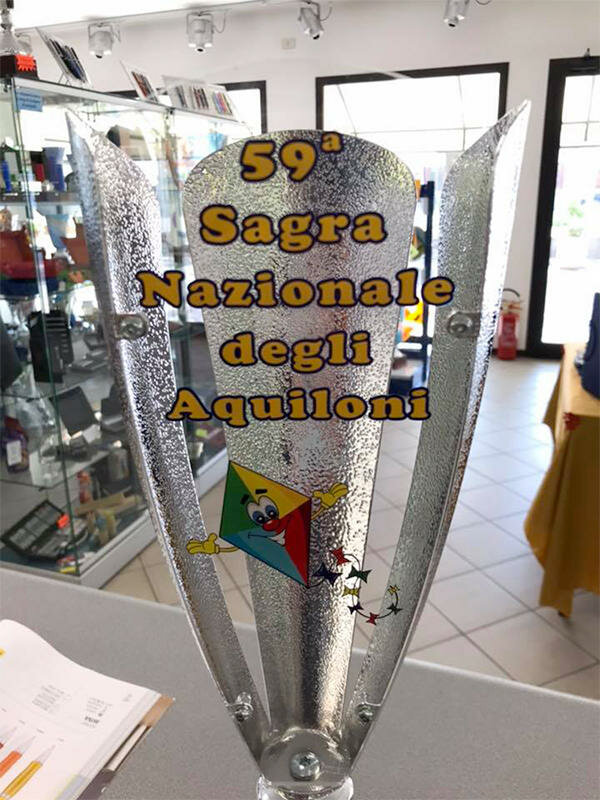 59ª
Sagra
Nazionale
degli
Aquiloni